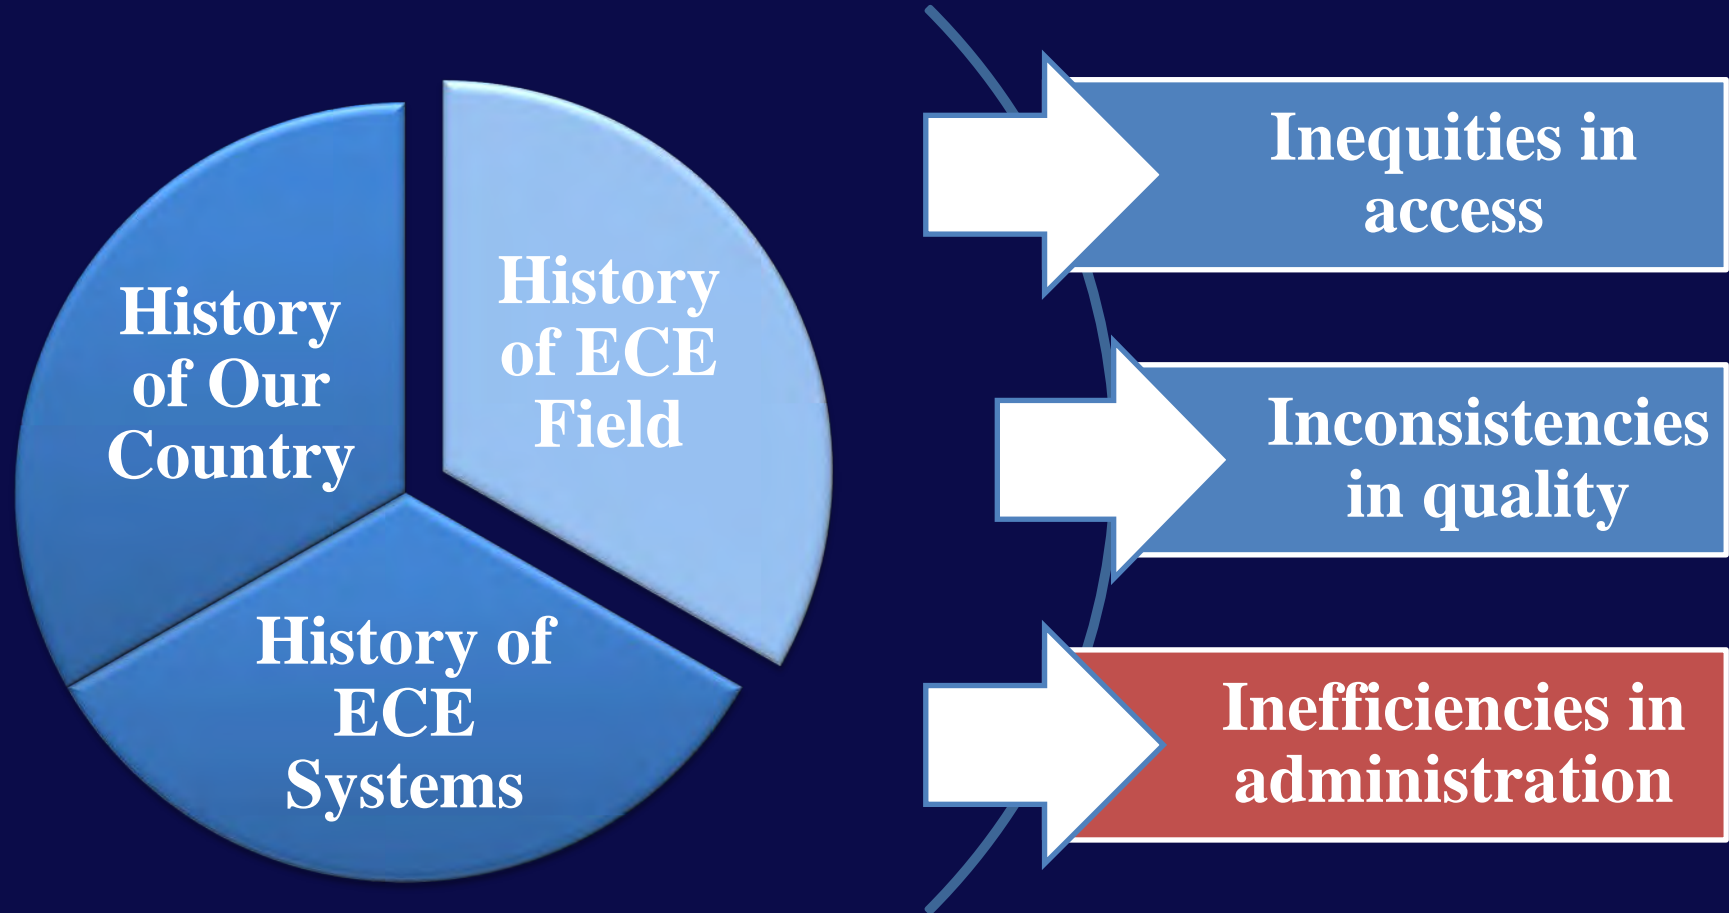 History
of Our
Country
History
of ECE
Field
History of
ECE
Systems
Inequities in
access
Inconsistencies
in quality
Inefficiencies in
administration